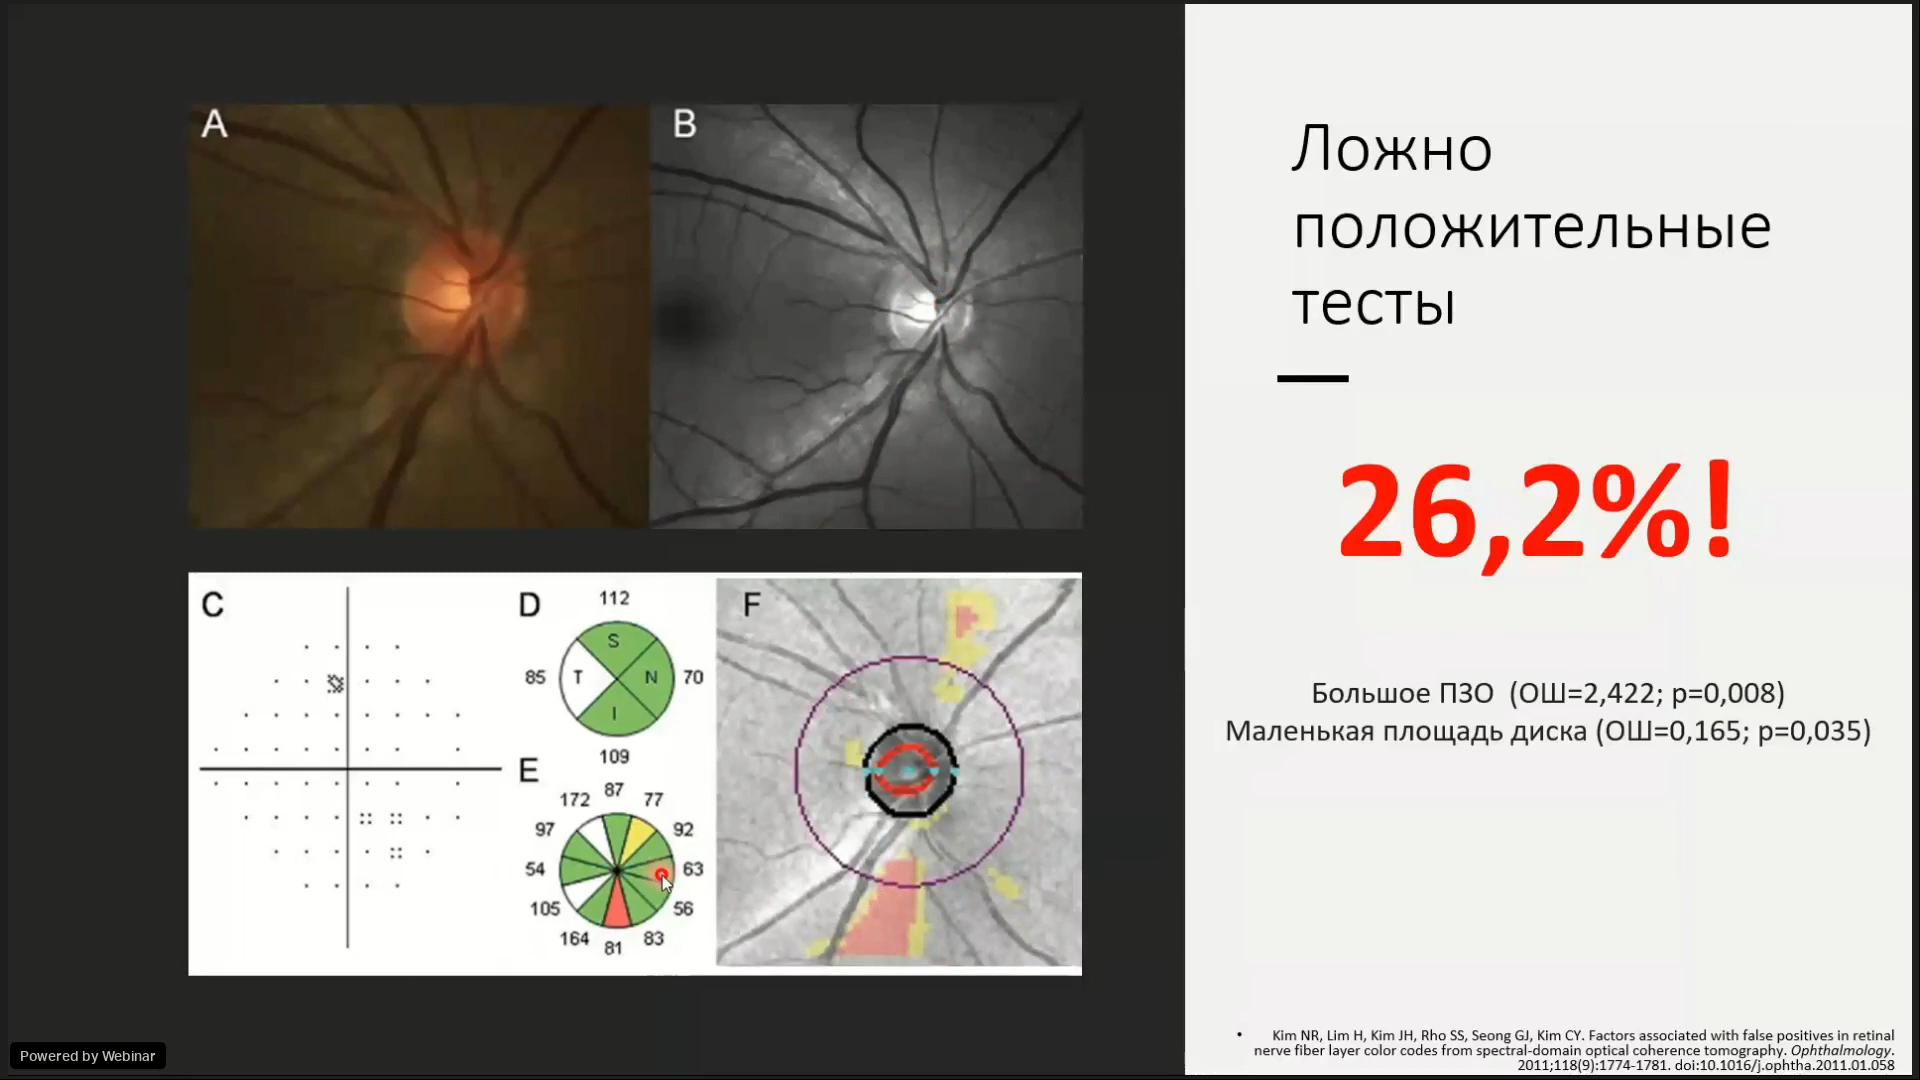 A
B
C
D
112
S
85
T
N
70
I
109
E
87
172
77
97
92
54
63
105
56
164
83
81
F
Ложно
положительные
тесты
26,2%!
Большое ПЗО (ОШ=2,422; p=0,008)
Маленькая площадь диска (ОШ=0,165; p=0,035)
• Kim NR, Lim H, Kim JH, Rho SS, Seong GJ, Kim CY. Factors associated with false positives in retinal
nerve fiber layer color codes from spectral-domain optical coherence tomography. Ophthalmology.
2011;118(9):1774-1781. doi:10.1016/j.ophtha.2011.01.058
Powered by Webinar